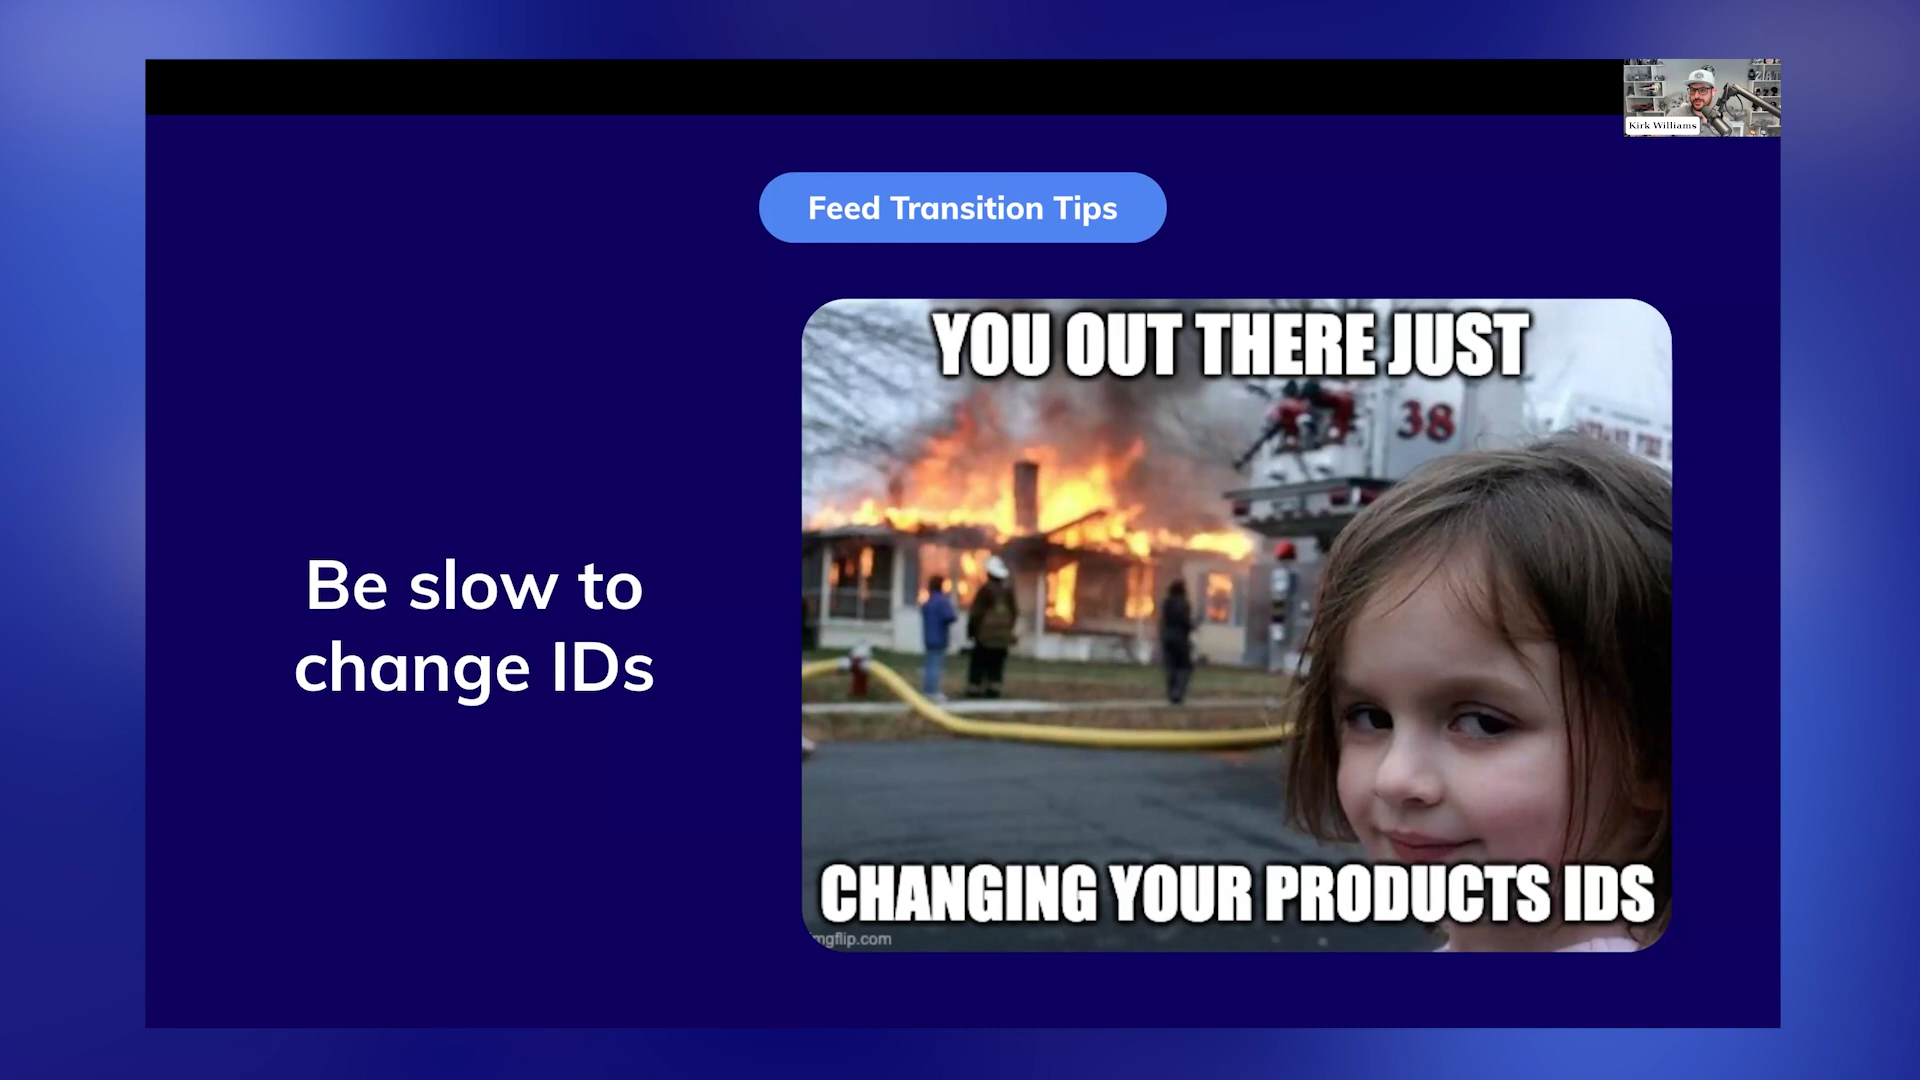 Kirk Williams
Feed Transition Tips
YOU OUT THERE JUST
38
Be slow to
change IDs
CHANGING YOUR PRODUCTS IDS
mgflip.com